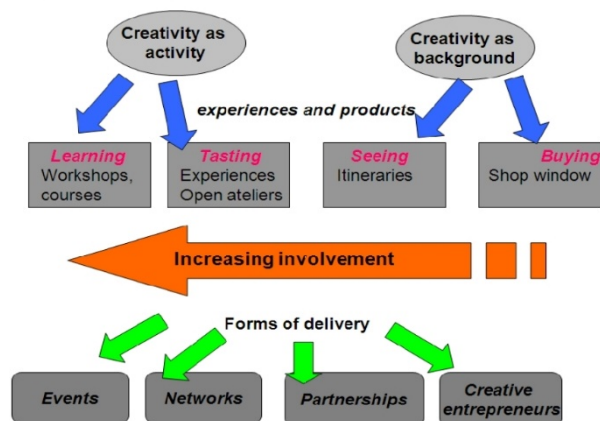 Creativity as
activity
Creativity as
background
experiences and products
Learning
Workshops,
courses
Tasting
Experiences
Open ateliers
Seeing
Itineraries
Buying
Shop window
Increasing involvement
Forms of delivery
Events
Networks
Partnerships
Creative
entrepreneurs